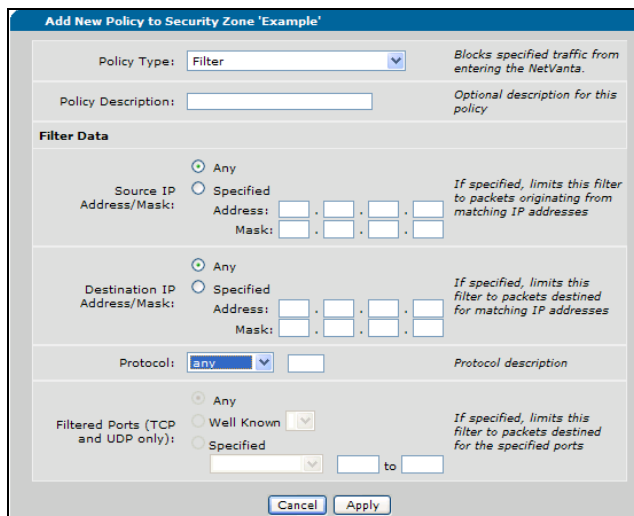 Add New Policy to Security Zone 'Example'
Policy Type: Filter
Blocks specified traffic from
entering the NetVanta.
Policy Description:
Optional description for this
policy
Filter Data
Source IP
Address/Mask:
Any
Specified
Address: . . .
Mask: . . .
If specified, limits this filter
to packets originating from
matching IP addresses
Destination IP
Address/Mask:
Any
Specified
Address: . . .
Mask: . . .
If specified, limits this
filter to packets destined
for matching IP addresses
Protocol: any
Protocol description
Filtered Ports (TCP
and UDP only):
Any
Well Known
Specified
to
If specified, limits this
filter to packets destined
for the specified ports
Cancel Apply